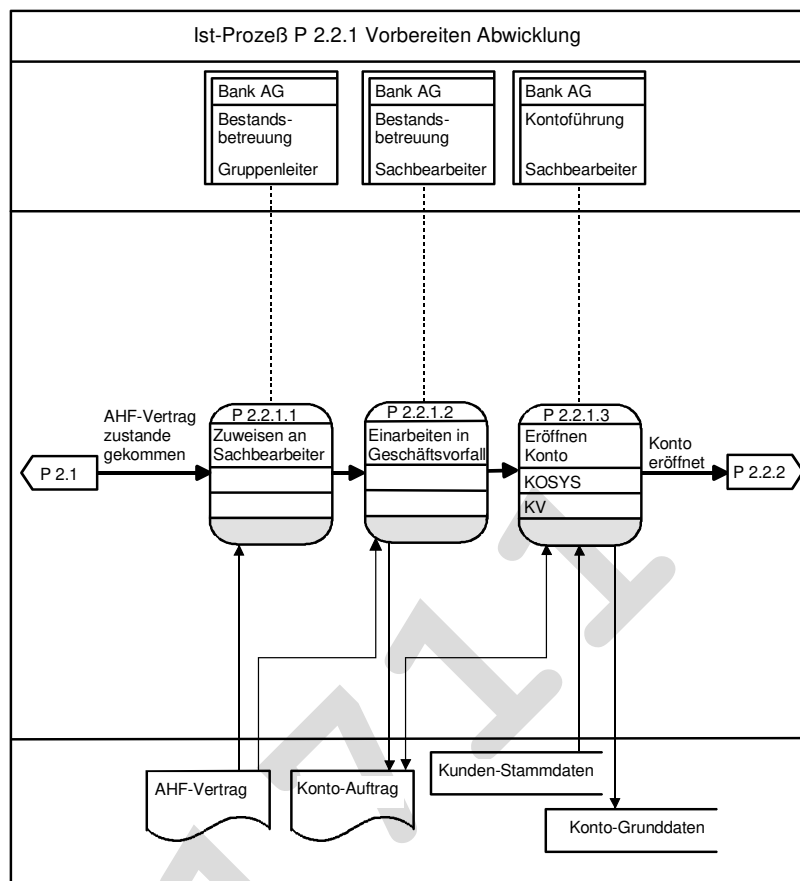 Ist-Prozeß P 2.2.1 Vorbereiten Abwicklung
Bank AG
Bestands-
betreuung
Gruppenleiter
Bank AG
Bestands-
betreuung
Sachbearbeiter
Bank AG
Kontoführung
Sachbearbeiter
P 2.1
AHF-Vertrag
zustande
gekommen
P 2.2.1.1
Zuweisen an
Sachbearbeiter
P 2.2.1.2
Einarbeiten in
Geschäftsvorfall
P 2.2.1.3
Eröffnen
Konto
KOSYS
KV
Konto
eröffnet
P 2.2.2
AHF-Vertrag
Konto-Auftrag
Kunden-Stammdaten
Konto-Grunddaten
1711